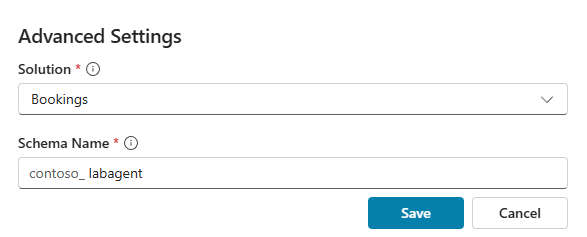 Advanced Settings
Solution *
Bookings
Schema Name *
contoso_ labagent
Save Cancel